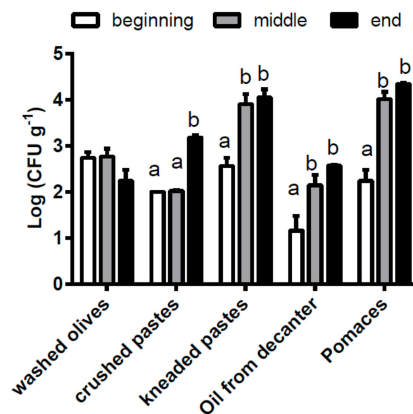 beginning middle end
Log (CFU g⁻¹)
5
4
3
2
1
0
a a b
a b b
a b b
a b b
washed olives
crushed pastes
kneaded pastes
Oil from decanter
Pomaces